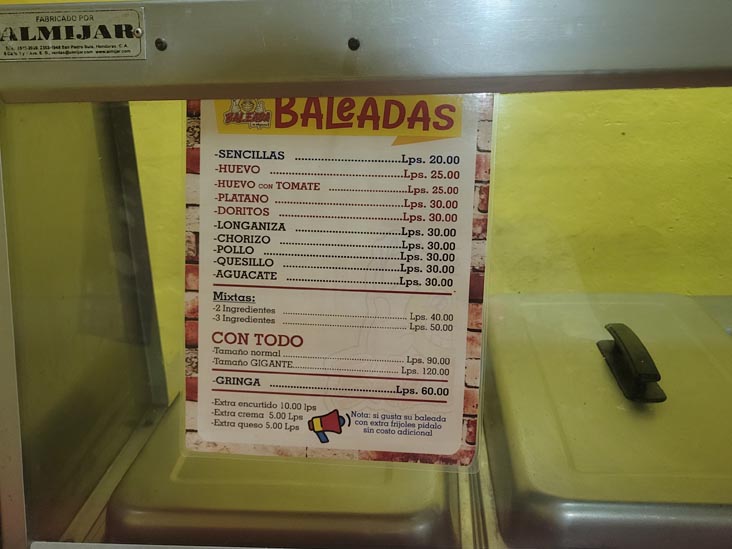 FABRICADO POR
ALMIJAR
BALEADAS
-SENCILLAS ........ Lps. 20.00
-HUEVO ........ Lps. 25.00
-HUEVO CON TOMATE ........ Lps. 25.00
-PLATANO ........ Lps. 30.00
-DORITOS ........ Lps. 30.00
-LONGANIZA ........ Lps. 30.00
-CHORIZO ........ Lps. 30.00
-POLLO ........ Lps. 30.00
-QUESILLO ........ Lps. 30.00
-AGUACATE ........ Lps. 30.00
Mixtas:
-2 Ingredientes ........ Lps. 40.00
-3 Ingredientes ........ Lps. 50.00
CON TODO
-Tamaño normal ........ Lps. 90.00
-Tamaño GIGANTE ........ Lps. 120.00
-GRINGA ........ Lps. 60.00
-Extra encurtido 10.00 lps
-Extra crema 5.00 Lps
-Extra queso 5.00 Lps
Nota: si gusta su baleada
con extra frijoles pidalo
sin costo adicional